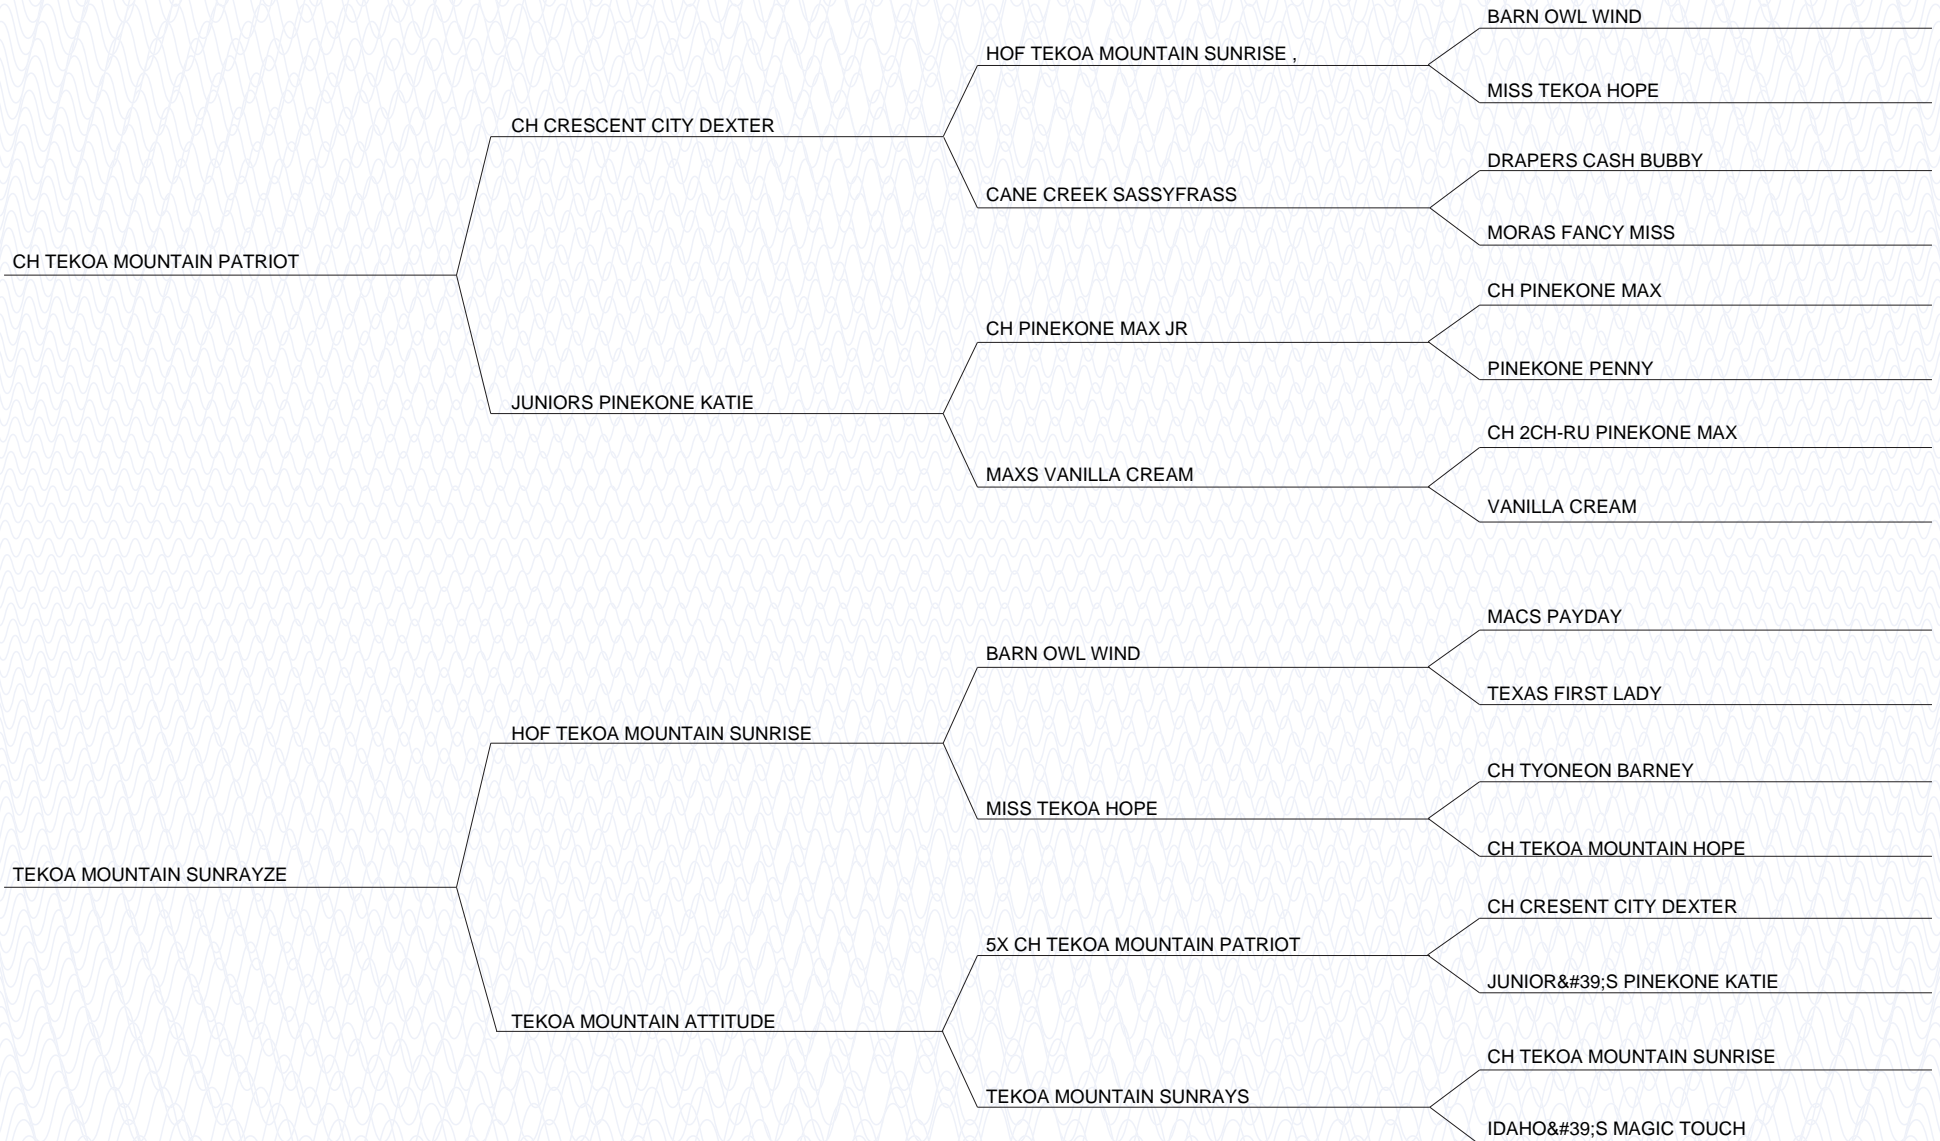 BARN OWL WIND
HOF TEKOA MOUNTAIN SUNRISE ,
MISS TEKOA HOPE
CH CRESCENT CITY DEXTER
DRAPERS CASH BUBBY
CANE CREEK SASSYFRASS
MORAS FANCY MISS
CH TEKOA MOUNTAIN PATRIOT
CH PINEKONE MAX
CH PINEKONE MAX JR
PINEKONE PENNY
JUNIORS PINEKONE KATIE
CH 2CH-RU PINEKONE MAX
MAXS VANILLA CREAM
VANILLA CREAM
MACS PAYDAY
BARN OWL WIND
TEXAS FIRST LADY
HOF TEKOA MOUNTAIN SUNRISE
CH TYONEON BARNEY
MISS TEKOA HOPE
CH TEKOA MOUNTAIN HOPE
TEKOA MOUNTAIN SUNRAYZE
CH CRESENT CITY DEXTER
5X CH TEKOA MOUNTAIN PATRIOT
JUNIOR&#39;S PINEKONE KATIE
TEKOA MOUNTAIN ATTITUDE
CH TEKOA MOUNTAIN SUNRISE
TEKOA MOUNTAIN SUNRAYS
IDAHO&#39;S MAGIC TOUCH